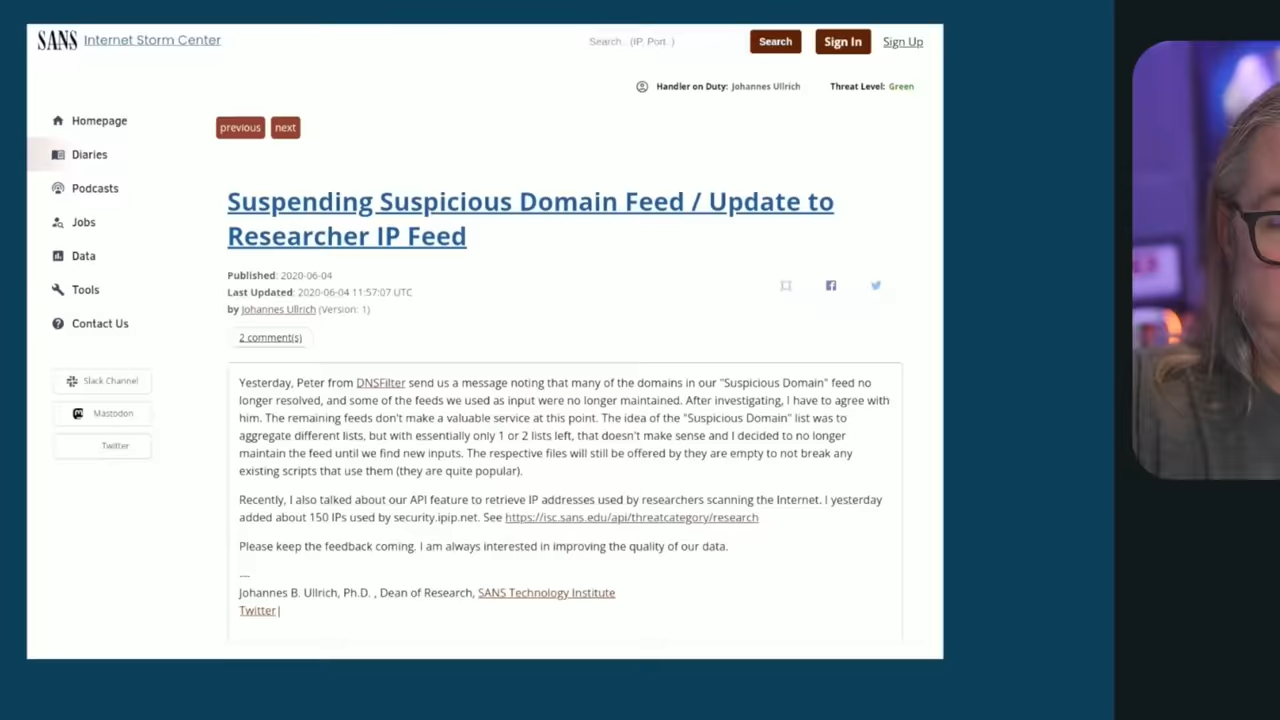 SANS Internet Storm Center
Search.. (IP, Port..)
Search
Sign In
Sign Up
Handler on Duty: Johannes Ullrich
Threat Level: Green
Homepage
Diaries
Podcasts
Jobs
Data
Tools
Contact Us
Slack Channel
Mastodon
Twitter
previous
next
Suspending Suspicious Domain Feed / Update to
Researcher IP Feed
Published: 2020-06-04
Last Updated: 2020-06-04 11:57:07 UTC
by Johannes Ullrich (Version: 1)
2 comment(s)
Yesterday, Peter from DNSFilter send us a message noting that many of the domains in our "Suspicious Domain" feed no
longer resolved, and some of the feeds we used as input were no longer maintained. After investigating, I have to agree with
him. The remaining feeds don't make a valuable service at this point. The idea of the "Suspicious Domain" list was to
aggregate different lists, but with essentially only 1 or 2 lists left, that doesn't make sense and I decided to no longer
maintain the feed until we find new inputs. The respective files will still be offered by they are empty to not break any
existing scripts that use them (they are quite popular).
Recently, I also talked about our API feature to retrieve IP addresses used by researchers scanning the Internet. I yesterday
added about 150 IPs used by security.ipip.net. See https://isc.sans.edu/api/threatcategory/research
Please keep the feedback coming. I am always interested in improving the quality of our data.
---
Johannes B. Ullrich, Ph.D. , Dean of Research, SANS Technology Institute
Twitter|